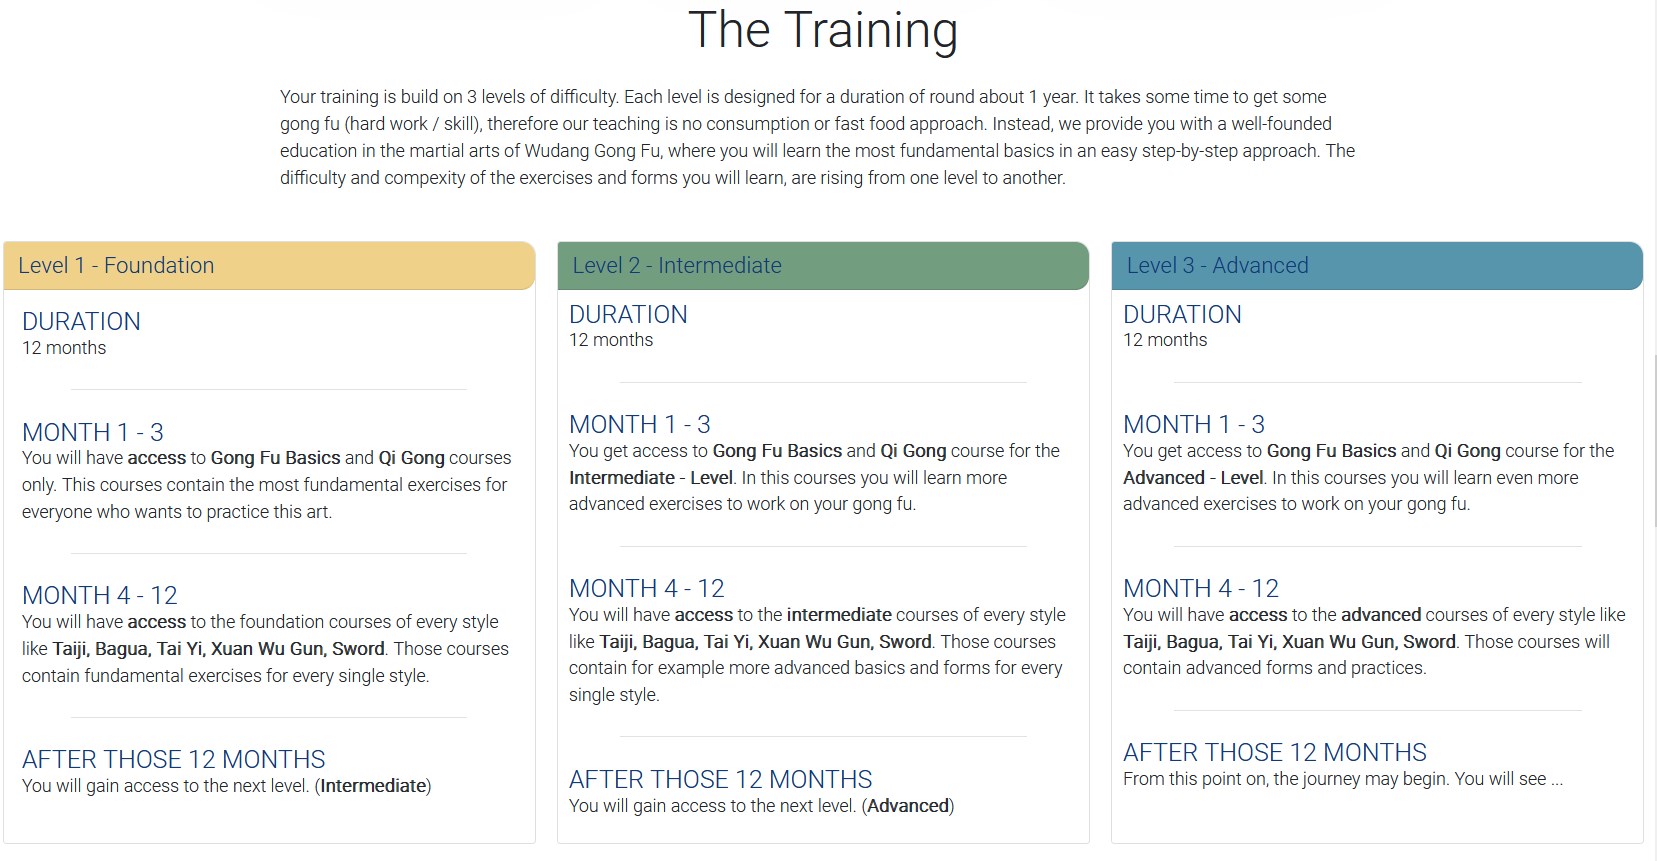 The Training
Your training is build on 3 levels of difficulty. Each level is designed for a duration of round about 1 year. It takes some time to get some
gong fu (hard work / skill), therefore our teaching is no consumption or fast food approach. Instead, we provide you with a well-founded
education in the martial arts of Wudang Gong Fu, where you will learn the most fundamental basics in an easy step-by-step approach. The
difficulty and compexity of the exercises and forms you will learn, are rising from one level to another.
Level 1 - Foundation
DURATION
12 months
MONTH 1 - 3
You will have access to Gong Fu Basics and Qi Gong courses
only. This courses contain the most fundamental exercises for
everyone who wants to practice this art.
MONTH 4 - 12
You will have access to the foundation courses of every style
like Taiji, Bagua, Tai Yi, Xuan Wu Gun, Sword. Those courses
contain fundamental exercises for every single style.
AFTER THOSE 12 MONTHS
You will gain access to the next level. (Intermediate)
Level 2 - Intermediate
DURATION
12 months
MONTH 1 - 3
You get access to Gong Fu Basics and Qi Gong course for the
Intermediate - Level. In this courses you will learn more
advanced exercises to work on your gong fu.
MONTH 4 - 12
You will have access to the intermediate courses of every style
like Taiji, Bagua, Tai Yi, Xuan Wu Gun, Sword. Those courses
contain for example more advanced basics and forms for every
single style.
AFTER THOSE 12 MONTHS
You will gain access to the next level. (Advanced)
Level 3 - Advanced
DURATION
12 months
MONTH 1 - 3
You get access to Gong Fu Basics and Qi Gong course for the
Advanced - Level. In this courses you will learn even more
advanced exercises to work on your gong fu.
MONTH 4 - 12
You will have access to the advanced courses of every style like
Taiji, Bagua, Tai Yi, Xuan Wu Gun, Sword. Those courses will
contain advanced forms and practices.
AFTER THOSE 12 MONTHS
From this point on, the journey may begin. You will see ...